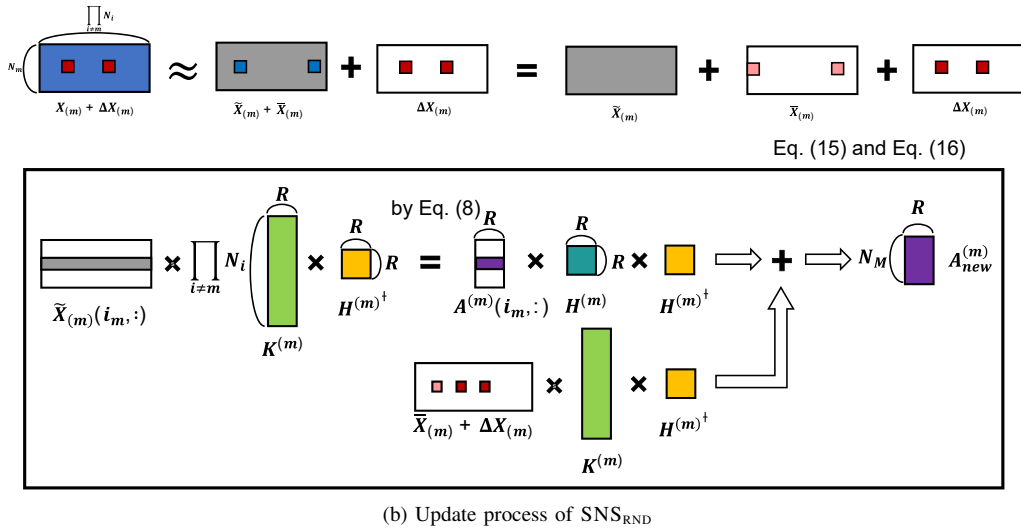 ∏_{i≠m} N_i
N_m
≈ + = + +
X_(m) + ΔX_(m) X̃_(m) + X̄_(m) ΔX_(m) X̃_(m) X̄_(m) ΔX_(m)
Eq. (15) and Eq. (16)
R by Eq. (8) R R
R R
× ∏_{i≠m} N_i × R = × R × + N_M A_new^(m)
X̃_(m)(i_m,:) H^(m)† A^(m)(i_m,:) H^(m) H^(m)†
K^(m)
× ×
X̄_(m) + ΔX_(m) H^(m)†
K^(m)
(b) Update process of SNS_RND